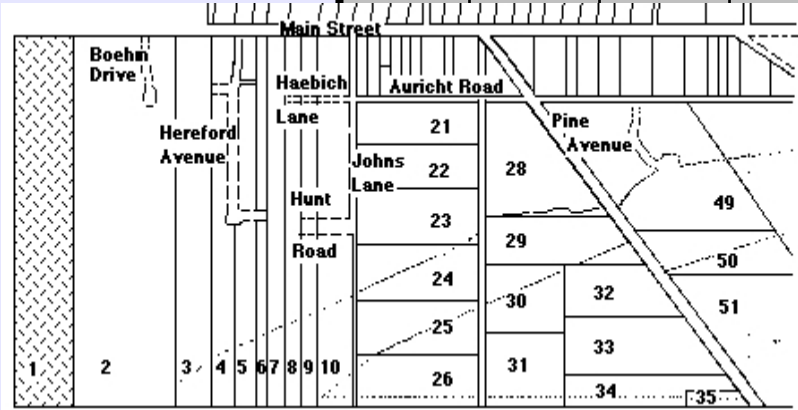 Main Street
Boehm
Drive
Haebich
Lane
Auricht Road
Hereford
Avenue
Pine
Avenue
Johns
Lane
Hunt
Road
21
22
23
24
25
26
28
29
30
31
32
33
34
35
49
50
51
1
2
3
4
5
6
7
8
9
10